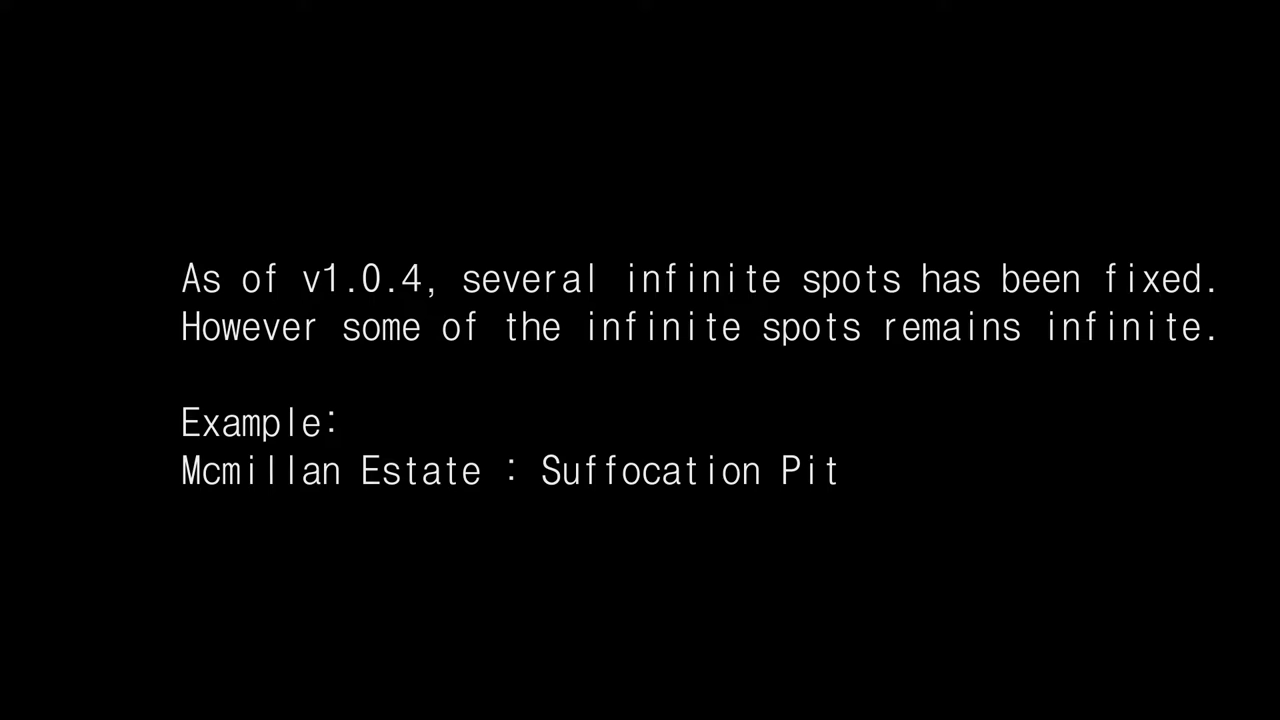 As of v1.0.4, several infinite spots has been fixed.
However some of the infinite spots remains infinite.
Example:
Mcmillan Estate : Suffocation Pit